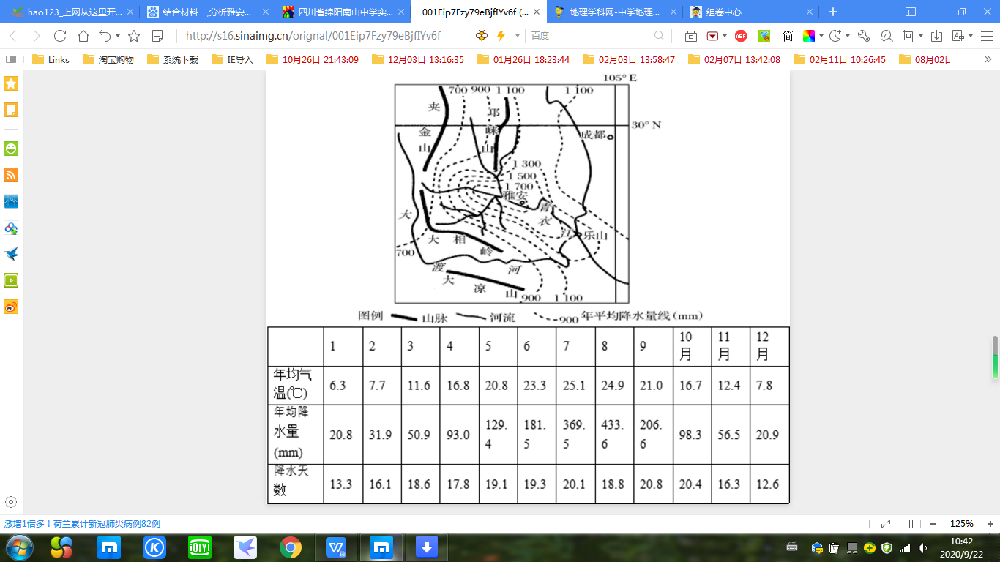 hao123_上网从这里开...
结合材料二,分析雅安...
四川省绵阳南山中学实...
001Eip7Fzy79eBjfIYv6f (...
地理学科网-中学地理...
组卷中心
http://s16.sinaimg.cn/orignal/001Eip7Fzy79eBjfIYv6f
百度
简
Links
淘宝购物
系统下载
IE导入
10月26日 21:43:09
12月03日 13:16:35
01月26日 18:23:44
02月03日 13:58:47
02月07日 13:42:08
02月11日 10:26:45
08月02日
105° E
700 900 1 100 1 100
30° N
夹金山
邛崃山
成都
1 300
1 500
1 700
雅安
青衣江
乐山
大渡河
大相岭
700
大凉山
900 1 100
图例 山脉 河流 900 年平均降水量线(mm)
1 2 3 4 5 6 7 8 9 10月 11月 12月
年均气温(℃) 6.3 7.7 11.6 16.8 20.8 23.3 25.1 24.9 21.0 16.7 12.4 7.8
年均降水量(mm) 20.8 31.9 50.9 93.0 129.4 181.5 369.5 433.6 206.6 98.3 56.5 20.9
降水天数 13.3 16.1 18.6 17.8 19.1 19.3 20.1 18.8 20.8 20.4 16.3 12.6
激增1倍多！荷兰累计新冠肺炎病例82例
125%
10:42
2020/9/22